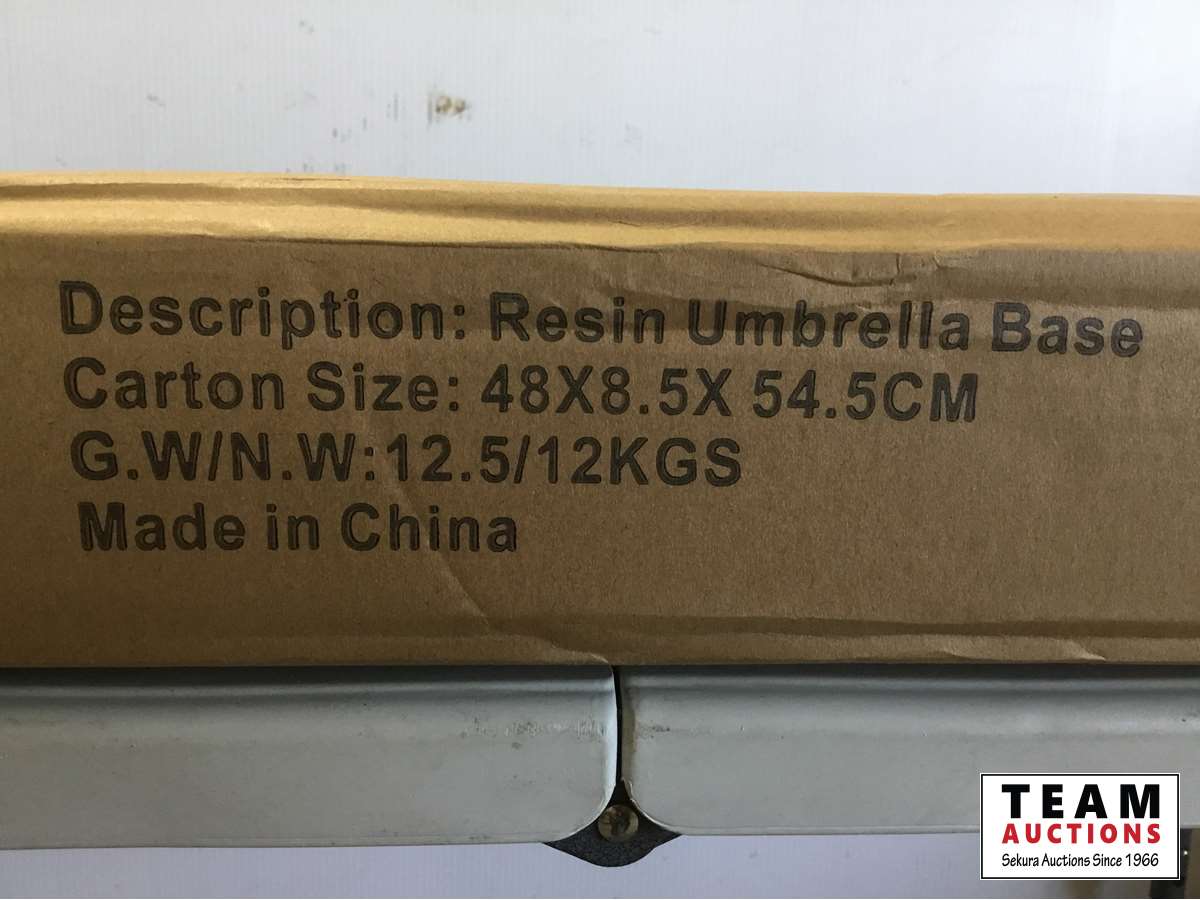 Description: Resin Umbrella Base
Carton Size: 48X8.5X 54.5CM
G.W/N.W:12.5/12KGS
Made in China
TEAM
AUCTIONS
Sekura Auctions Since 1966